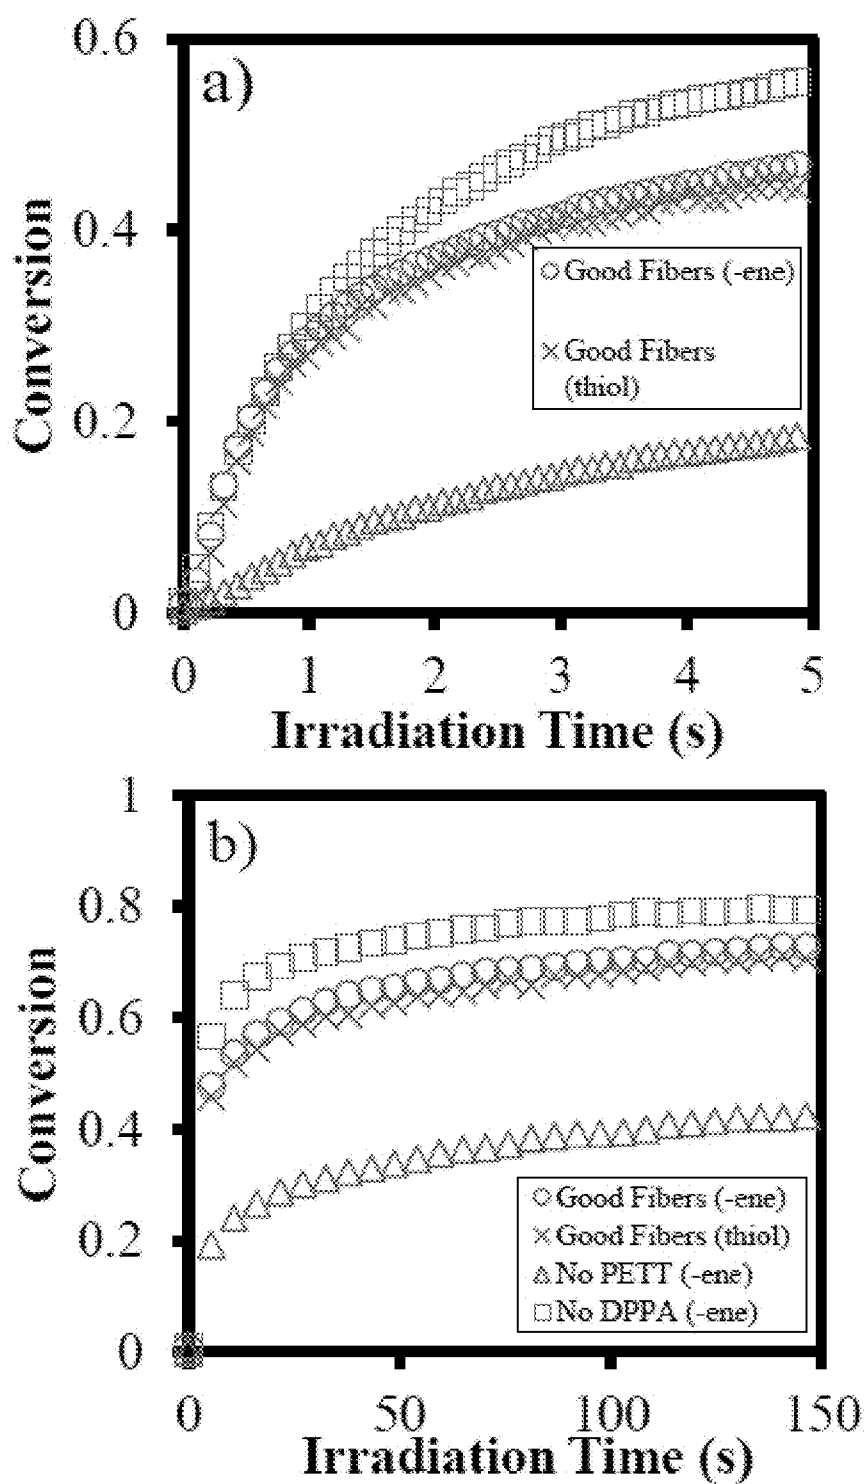 a)
0.6
0.4
0.2
0
Conversion
Good Fibers (-ene)
Good Fibers
(thiol)
0 1 2 3 4 5
Irradiation Time (s)
b)
1
0.8
0.6
0.4
0.2
0
Conversion
Good Fibers (-ene)
Good Fibers (thiol)
No PETT (-ene)
No DPPA (-ene)
0 50 100 150
Irradiation Time (s)